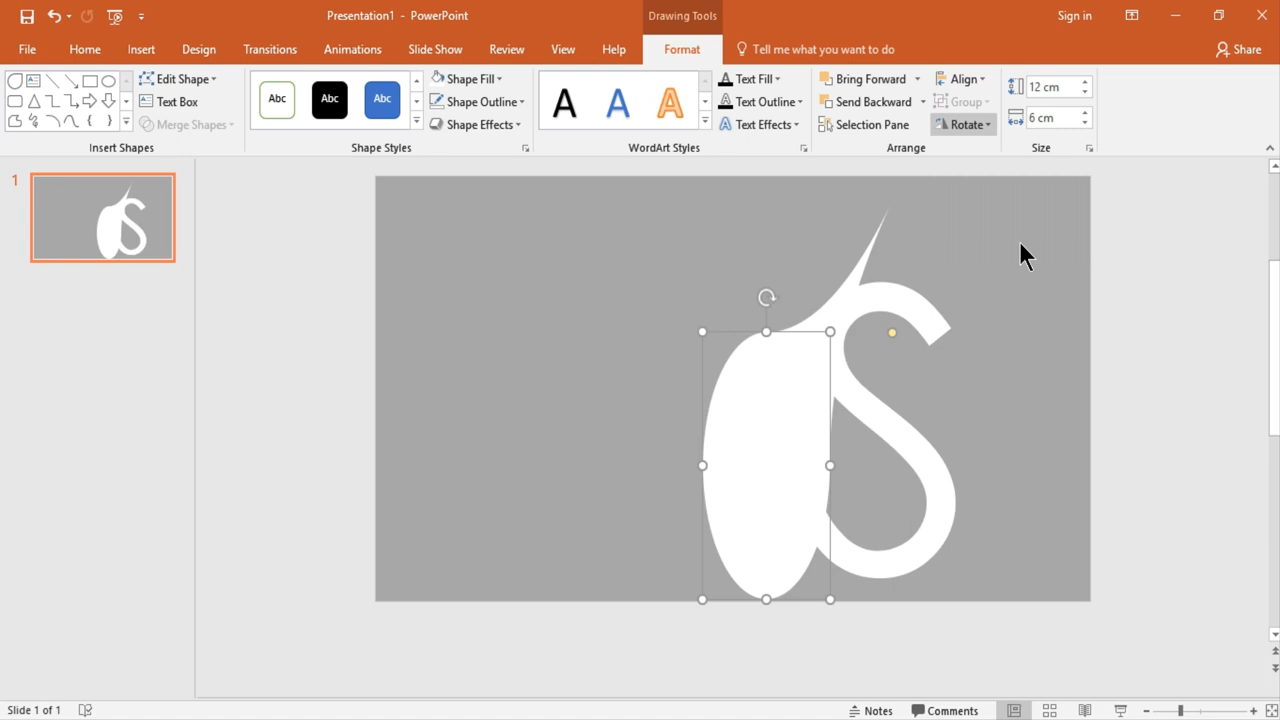 Presentation1 - PowerPoint
Drawing Tools
Sign in
File Home Insert Design Transitions Animations Slide Show Review View Help Format Tell me what you want to do Share
Edit Shape
Text Box
Merge Shapes
Insert Shapes
Abc Abc Abc
Shape Fill
Shape Outline
Shape Effects
Shape Styles
A A A
Text Fill
Text Outline
Text Effects
WordArt Styles
Bring Forward
Send Backward
Selection Pane
Align
Group
Rotate
Arrange
12 cm
6 cm
Size
1
S
Slide 1 of 1
Notes
Comments